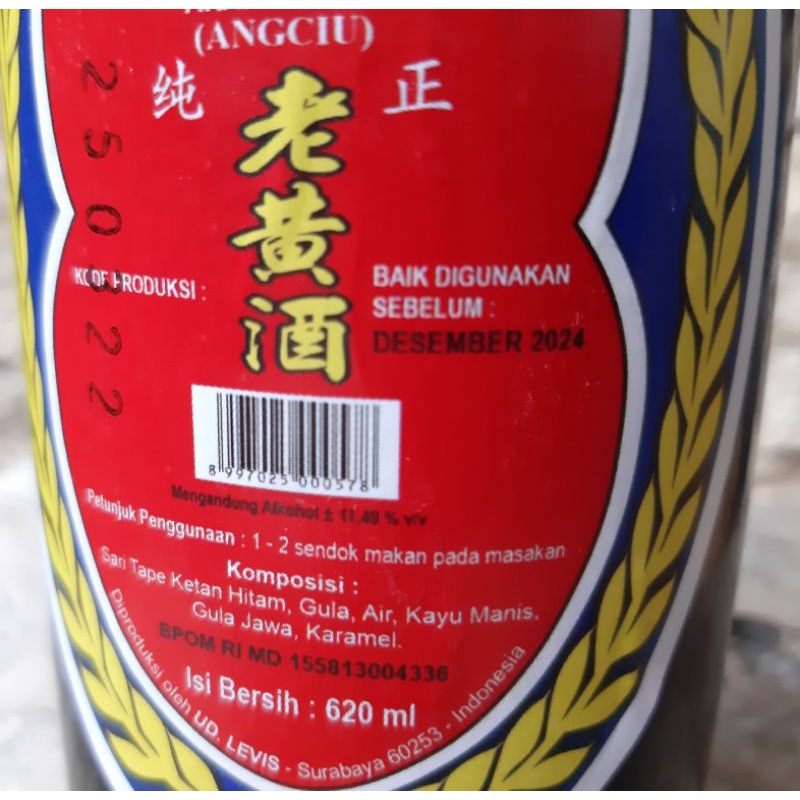 (ANGCIU)
纯 正
老黄酒
250322
KODE PRODUKSI :
BAIK DIGUNAKAN
SEBELUM :
DESEMBER 2024
8 997025 000578
Mengandung Alkohol ± 11,49 % v/v
Petunjuk Penggunaan : 1 - 2 sendok makan pada masakan
Komposisi :
Sari Tape Ketan Hitam, Gula, Air, Kayu Manis.
Gula Jawa, Karamel.
BPOM RI MD 155813004336
Isi Bersih : 620 ml
Diproduksi oleh UD. LEVIS - Surabaya 60253 - Indonesia